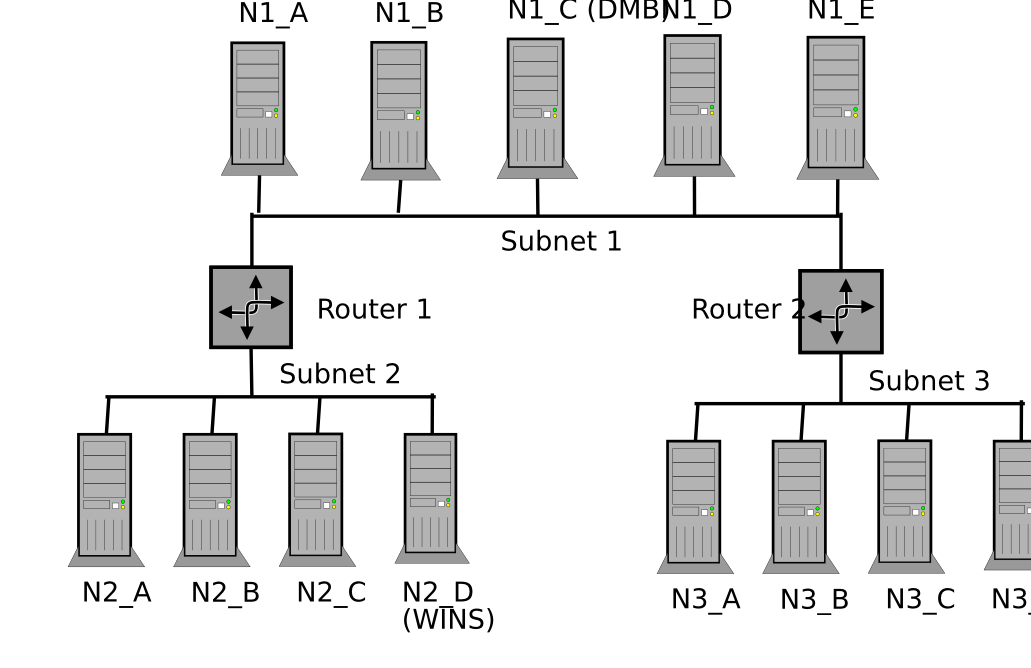 N1_A
N1_B
N1_C (DMB)
N1_D
N1_E
Subnet 1
Router 1
Router 2
Subnet 2
Subnet 3
N2_A
N2_B
N2_C
N2_D
(WINS)
N3_A
N3_B
N3_C
N3_